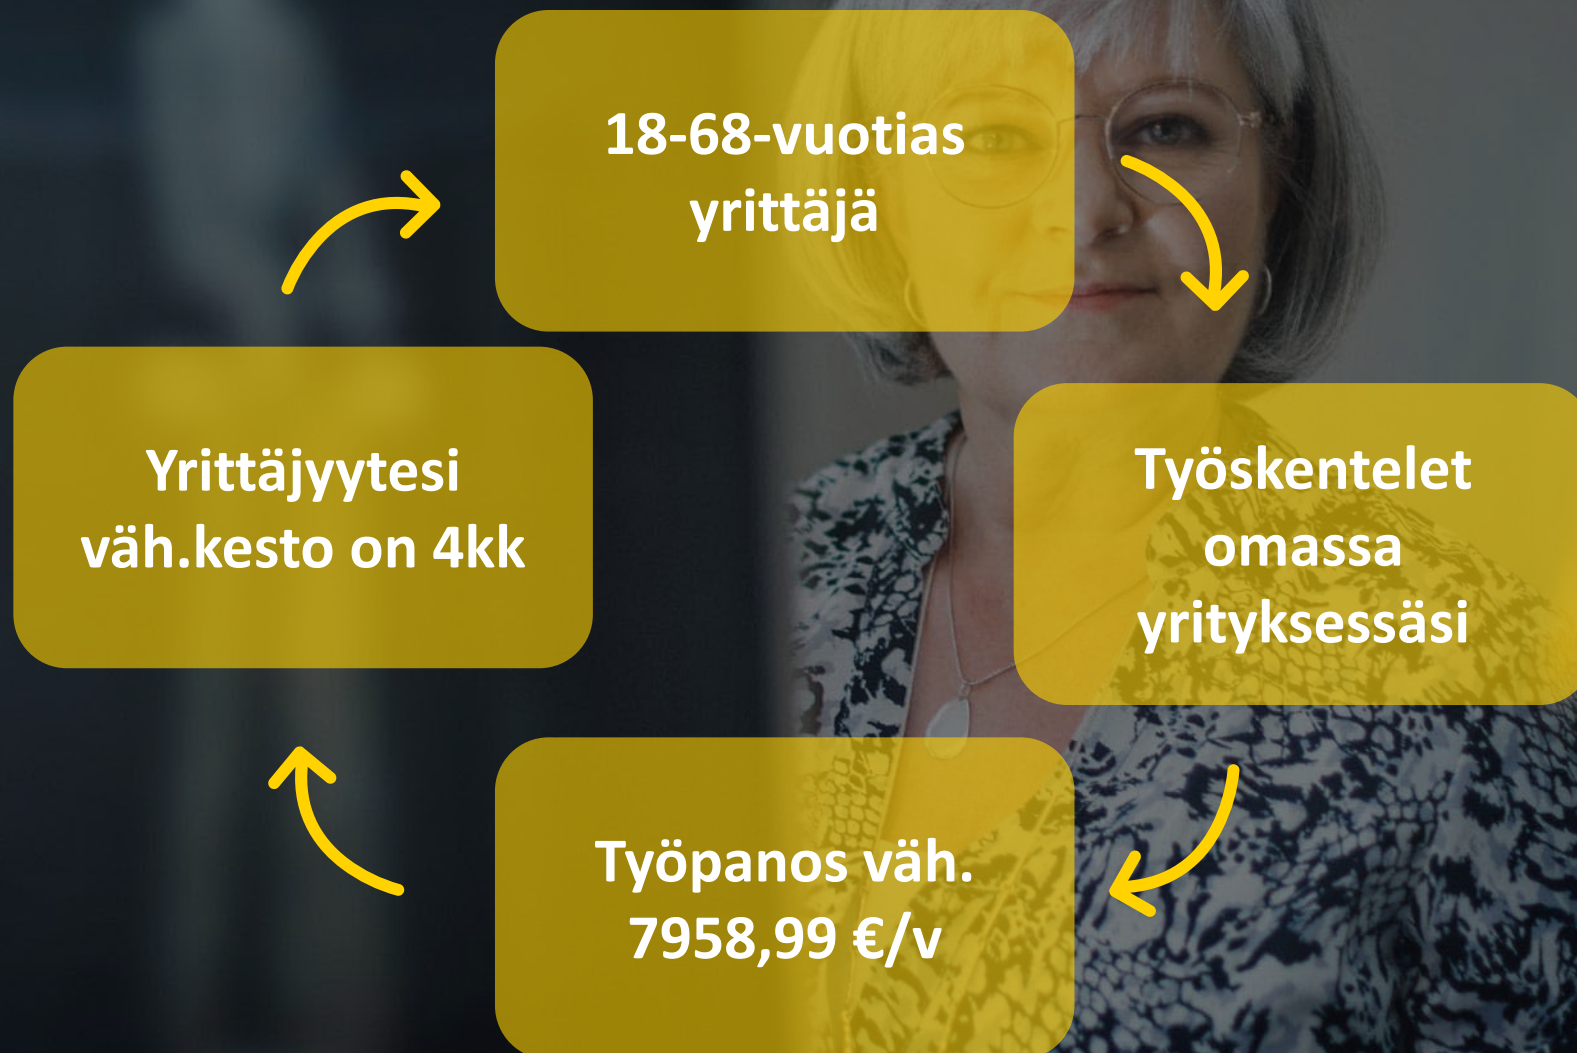 18-68-vuotias
yrittäjä
Työskentelet
omassa
yrityksessäsi
Työpanos väh.
7958,99 €/v
Yrittäjyytesi
väh.kesto on 4kk